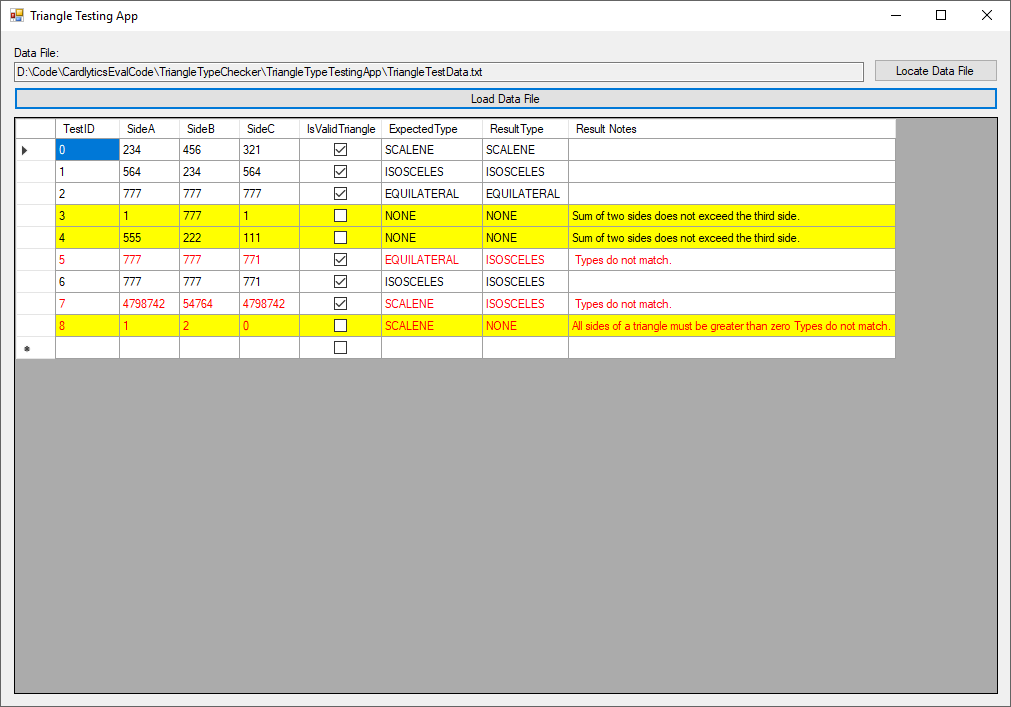 Triangle Testing App
Data File:
D:\Code\CardlyticsEvalCode\TriangleTypeChecker\TriangleTypeTestingApp\TriangleTestData.txt
Locate Data File
Load Data File
TestID SideA SideB SideC IsValidTriangle ExpectedType ResultType Result Notes
0 234 456 321 SCALENE SCALENE
1 564 234 564 ISOSCELES ISOSCELES
2 777 777 777 EQUILATERAL EQUILATERAL
3 1 777 1 NONE NONE Sum of two sides does not exceed the third side.
4 555 222 111 NONE NONE Sum of two sides does not exceed the third side.
5 777 777 771 EQUILATERAL ISOSCELES Types do not match.
6 777 777 771 ISOSCELES ISOSCELES
7 4798742 54764 4798742 SCALENE ISOSCELES Types do not match.
8 1 2 0 SCALENE NONE All sides of a triangle must be greater than zero Types do not match.